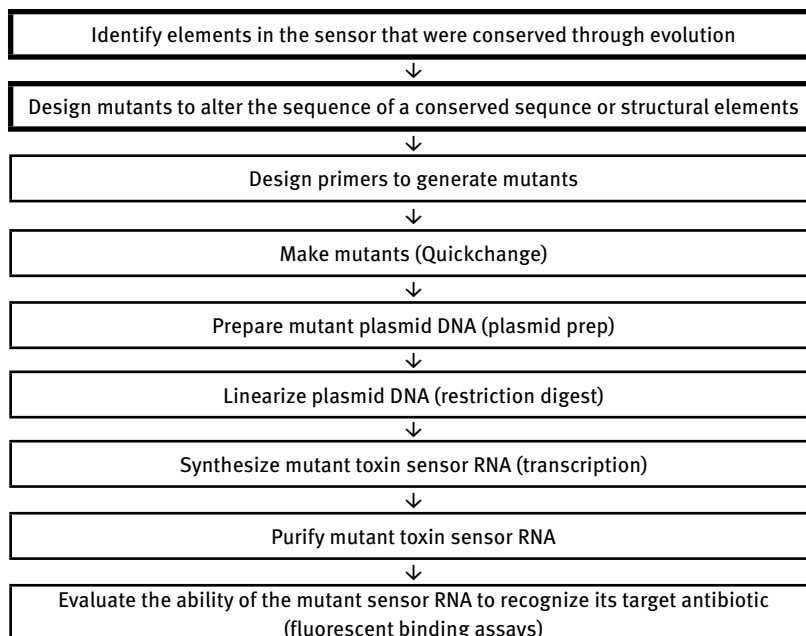 Identify elements in the sensor that were conserved through evolution
↓
Design mutants to alter the sequence of a conserved sequnce or structural elements
↓
Design primers to generate mutants
↓
Make mutants (Quickchange)
↓
Prepare mutant plasmid DNA (plasmid prep)
↓
Linearize plasmid DNA (restriction digest)
↓
Synthesize mutant toxin sensor RNA (transcription)
↓
Purify mutant toxin sensor RNA
↓
Evaluate the ability of the mutant sensor RNA to recognize its target antibiotic
(fluorescent binding assays)